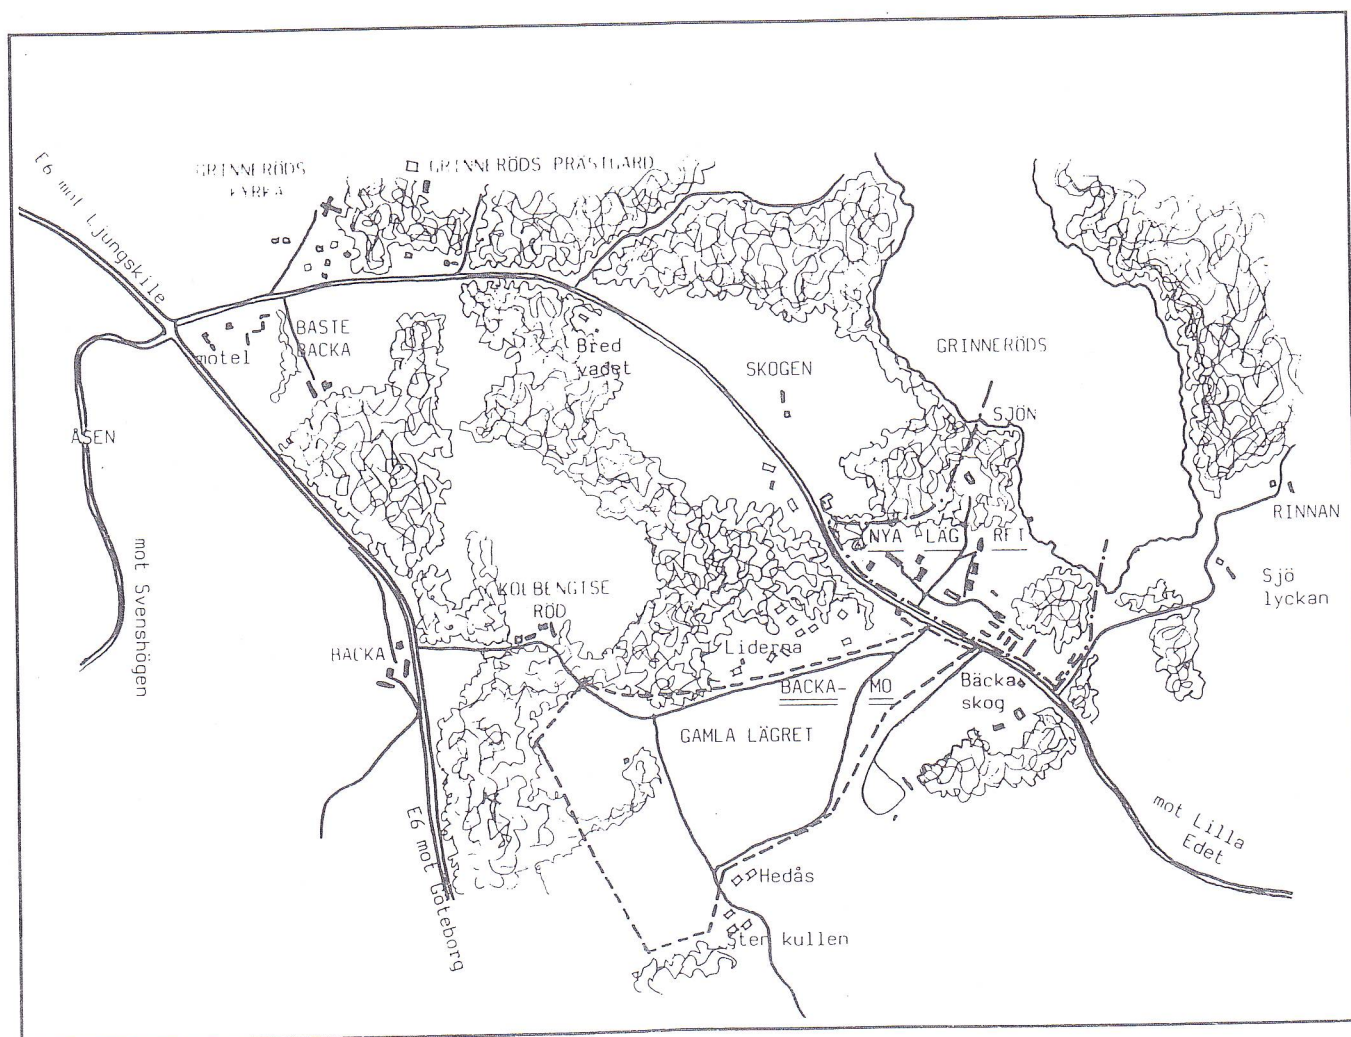 GRINNERÖDS PRÄSTGÅRD
GRINNERÖDS
KYRKA
E6 mot Ljungskile
motel
BASTE
BACKA
Bred
vadet
SKOGEN
GRINNERÖDS
SJÖN
ÅSEN
mot Svenshögen
NYA LÄG RET
RINNAN
Sjö
lyckan
KOLBENGTSE
RÖD
BACKA
Liderna
BACKA- MO
Bäcka
skog
GAMLA LÄGRET
mot Lilla
Edet
E6 mot Göteborg
Hedås
Sten kullen